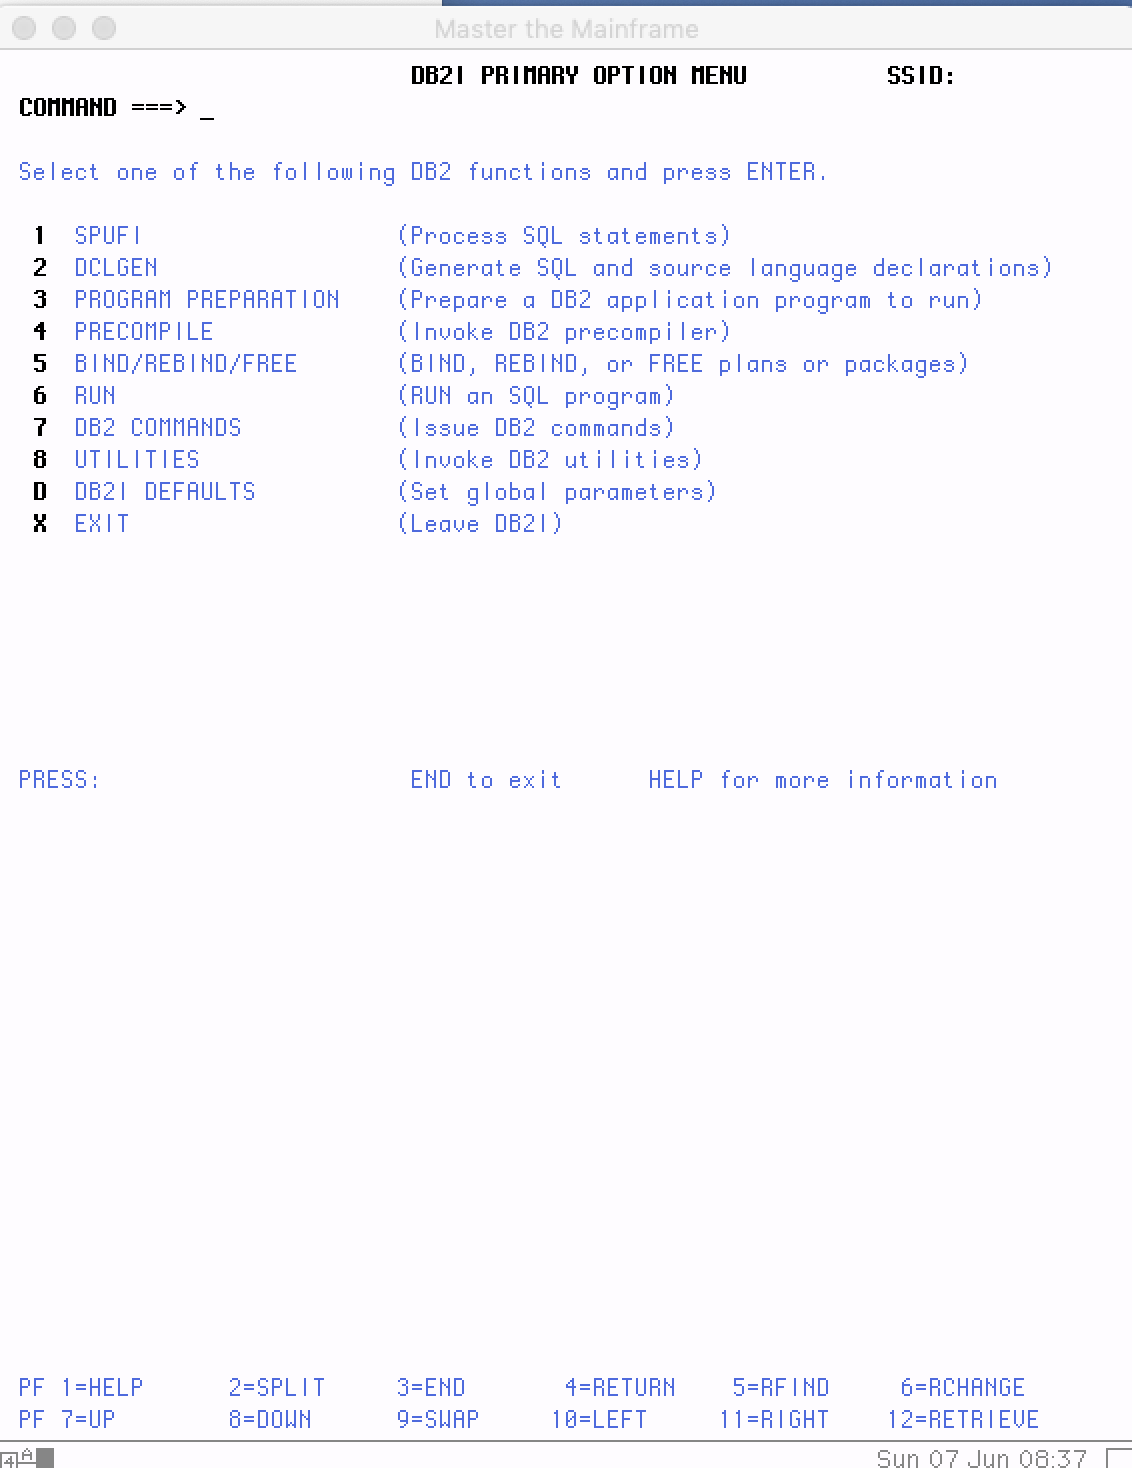 Master the Mainframe
DB2I PRIMARY OPTION MENU SSID:
COMMAND ===> _
Select one of the following DB2 functions and press ENTER.
1 SPUFI (Process SQL statements)
2 DCLGEN (Generate SQL and source language declarations)
3 PROGRAM PREPARATION (Prepare a DB2 application program to run)
4 PRECOMPILE (Invoke DB2 precompiler)
5 BIND/REBIND/FREE (BIND, REBIND, or FREE plans or packages)
6 RUN (RUN an SQL program)
7 DB2 COMMANDS (Issue DB2 commands)
8 UTILITIES (Invoke DB2 utilities)
D DB2I DEFAULTS (Set global parameters)
X EXIT (Leave DB2I)
PRESS: END to exit HELP for more information
PF 1=HELP 2=SPLIT 3=END 4=RETURN 5=RFIND 6=RCHANGE
PF 7=UP 8=DOWN 9=SWAP 10=LEFT 11=RIGHT 12=RETRIEVE
4 A Sun 07 Jun 08:37